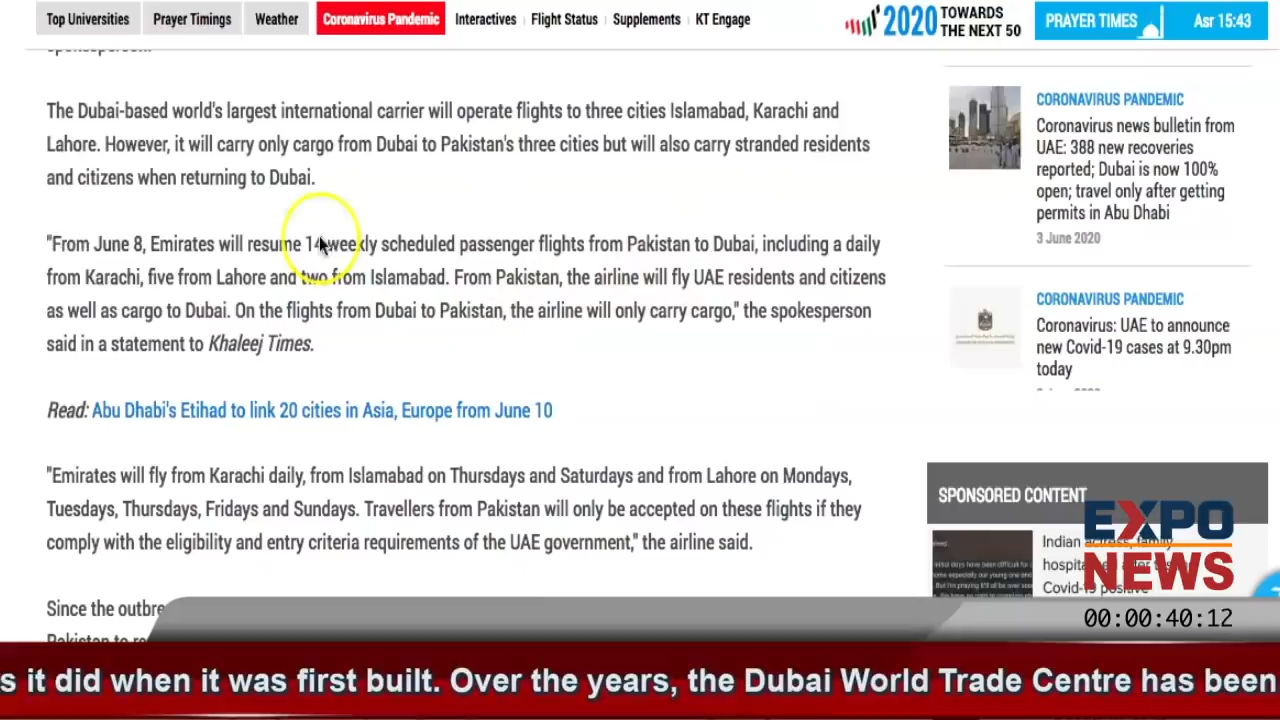 Top Universities Prayer Timings Weather Coronavirus Pandemic Interactives Flight Status Supplements KT Engage
2020 TOWARDS
THE NEXT 50
PRAYER TIMES Asr 15:43
The Dubai-based world's largest international carrier will operate flights to three cities Islamabad, Karachi and
Lahore. However, it will carry only cargo from Dubai to Pakistan's three cities but will also carry stranded residents
and citizens when returning to Dubai.
"From June 8, Emirates will resume 14 weekly scheduled passenger flights from Pakistan to Dubai, including a daily
from Karachi, five from Lahore and two from Islamabad. From Pakistan, the airline will fly UAE residents and citizens
as well as cargo to Dubai. On the flights from Dubai to Pakistan, the airline will only carry cargo," the spokesperson
said in a statement to Khaleej Times.
Read: Abu Dhabi's Etihad to link 20 cities in Asia, Europe from June 10
"Emirates will fly from Karachi daily, from Islamabad on Thursdays and Saturdays and from Lahore on Mondays,
Tuesdays, Thursdays, Fridays and Sundays. Travellers from Pakistan will only be accepted on these flights if they
comply with the eligibility and entry criteria requirements of the UAE government," the airline said.
Since the
CORONAVIRUS PANDEMIC
Coronavirus news bulletin from
UAE: 388 new recoveries
reported; Dubai is now 100%
open; travel only after getting
permits in Abu Dhabi
3 June 2020
CORONAVIRUS PANDEMIC
Coronavirus: UAE to announce
new Covid-19 cases at 9.30pm
today
SPONSORED CONTENT
Indian
Covid-19 positive
EXPO
NEWS
00:00:40:12
s it did when it was first built. Over the years, the Dubai World Trade Centre has been